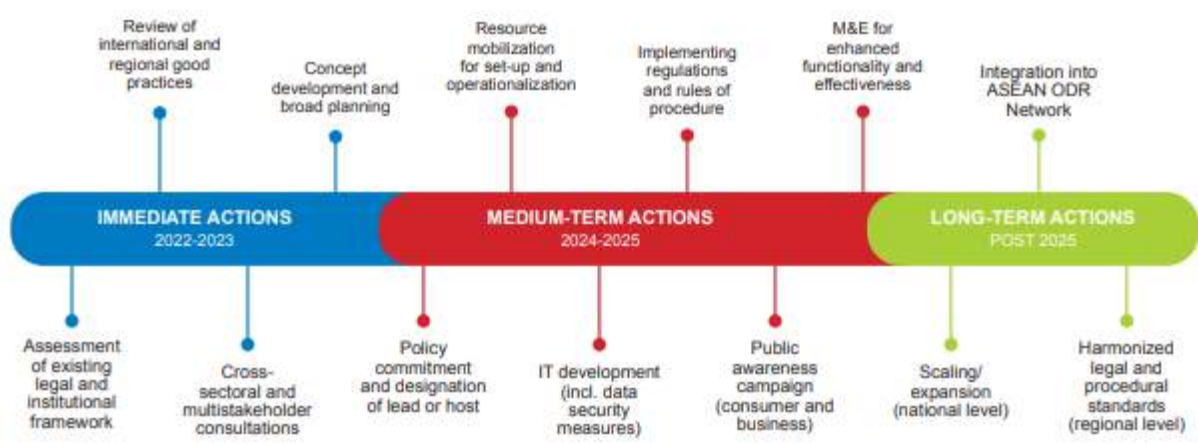 Review of
international and
regional good
practices
Concept
development and
broad planning
Resource
mobilization
for set-up and
operationalization
Implementing
regulations
and rules of
procedure
M&E for
enhanced
functionality and
effectiveness
Integration into
ASEAN ODR
Network
IMMEDIATE ACTIONS
2022-2023
MEDIUM-TERM ACTIONS
2024-2025
LONG-TERM ACTIONS
POST 2025
Assessment
of existing
legal and
institutional
framework
Cross-
sectoral and
multistakeholder
consultations
Policy
commitment
and designation
of lead or host
IT development
(incl. data
security
measures)
Public
awareness
campaign
(consumer and
business)
Scaling/
expansion
(national level)
Harmonized
legal and
procedural
standards
(regional level)